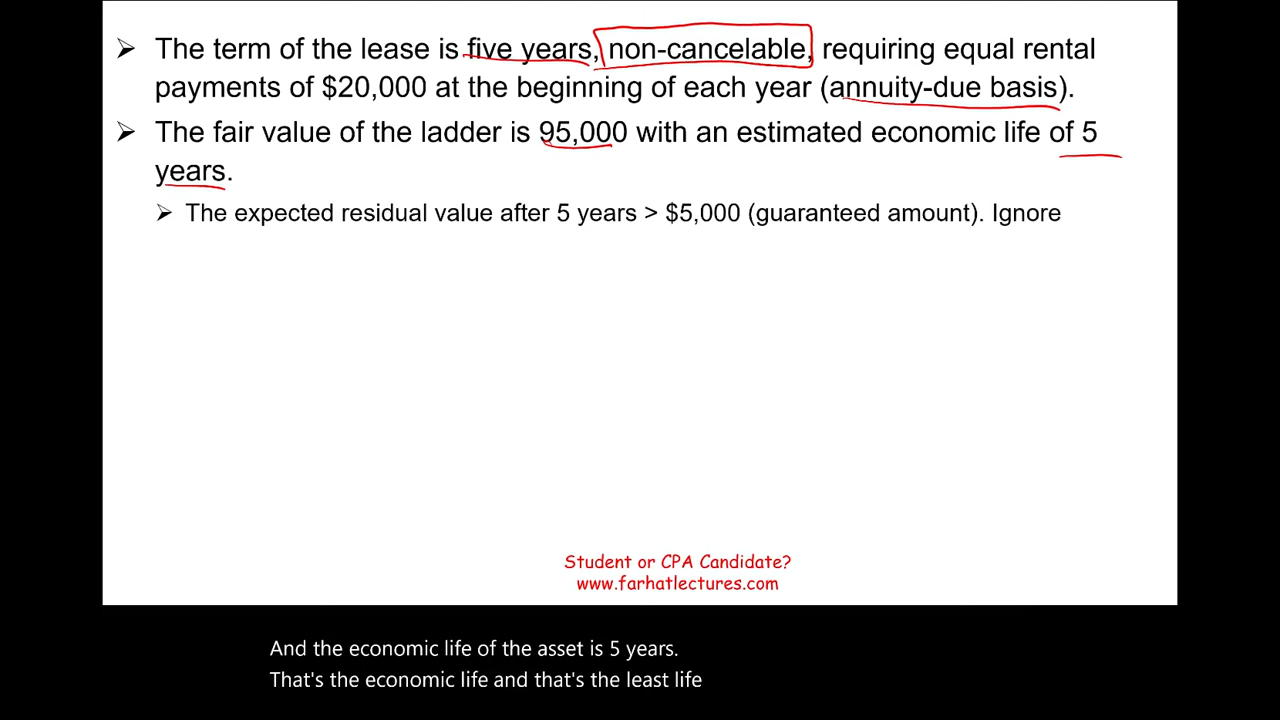 ➢ The term of the lease is five years, non-cancelable, requiring equal rental
payments of $20,000 at the beginning of each year (annuity-due basis).
➢ The fair value of the ladder is 95,000 with an estimated economic life of 5
years.
➢ The expected residual value after 5 years > $5,000 (guaranteed amount). Ignore
Student or CPA Candidate?
www.farhatlectures.com
And the economic life of the asset is 5 years.
That's the economic life and that's the least life